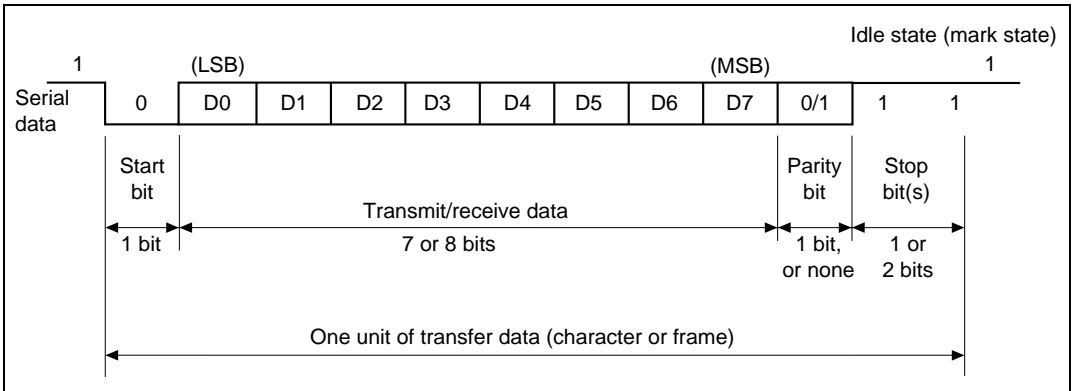 Idle state (mark state)
1 (LSB) (MSB) 1
Serial
data
0 D0 D1 D2 D3 D4 D5 D6 D7 0/1 1 1
Start
bit
Parity
bit
Stop
bit(s)
Transmit/receive data
1 bit
7 or 8 bits
1 bit,
or none
1 or
2 bits
One unit of transfer data (character or frame)